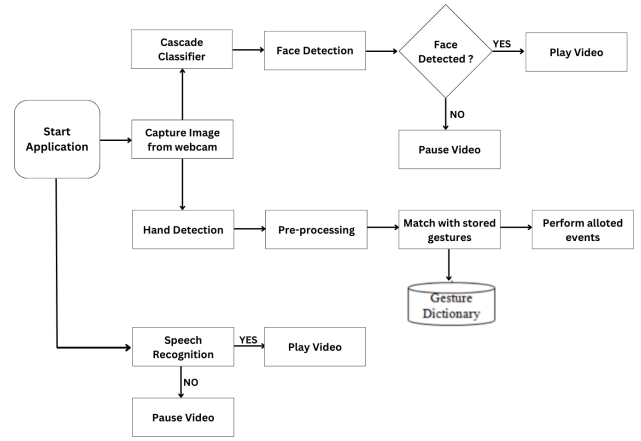 Cascade
Classifier
Face Detection
Face
Detected ?
YES
Play Video
NO
Pause Video
Start
Application
Capture Image
from webcam
Hand Detection
Pre-processing
Match with stored
gestures
Perform alloted
events
Gesture
Dictionary
Speech
Recognition
YES
Play Video
NO
Pause Video